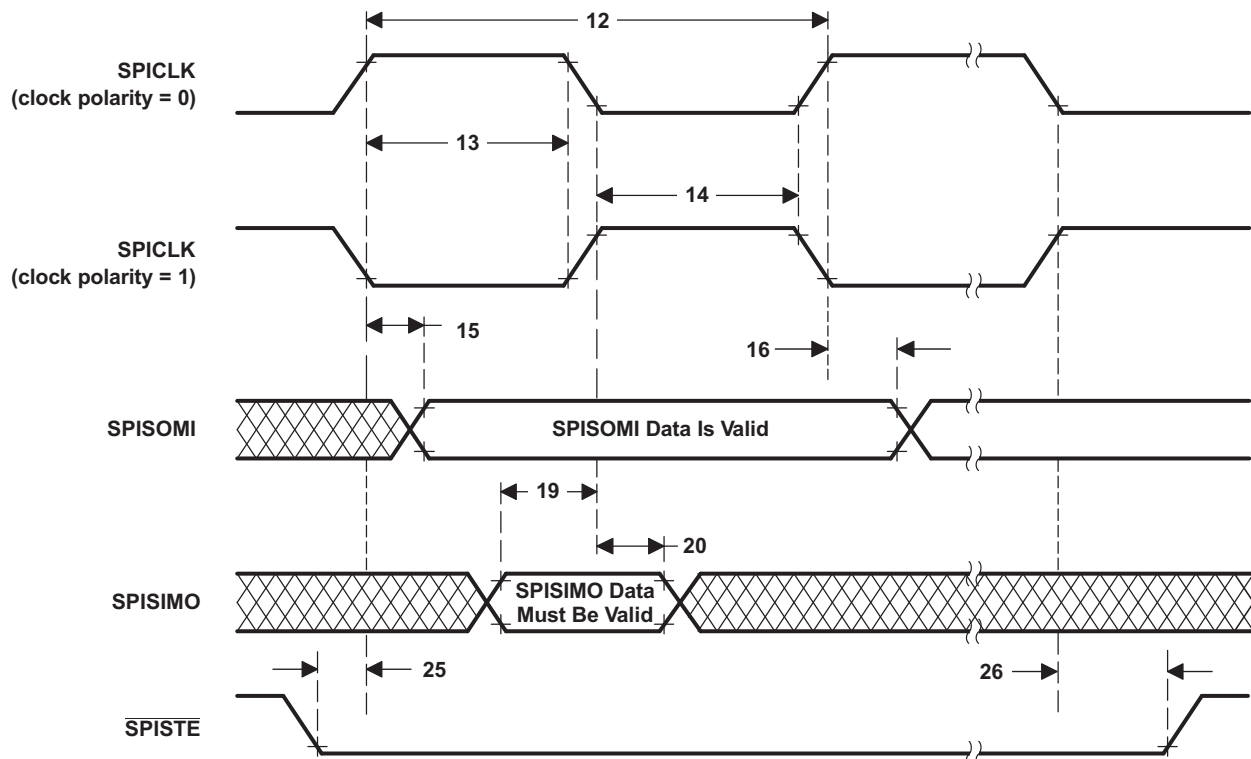 12
SPICLK
(clock polarity = 0)
13
14
SPICLK
(clock polarity = 1)
15
16
SPISOMI
SPISOMI Data Is Valid
19
20
SPISIMO
SPISIMO Data
Must Be Valid
25
26
SPISTE